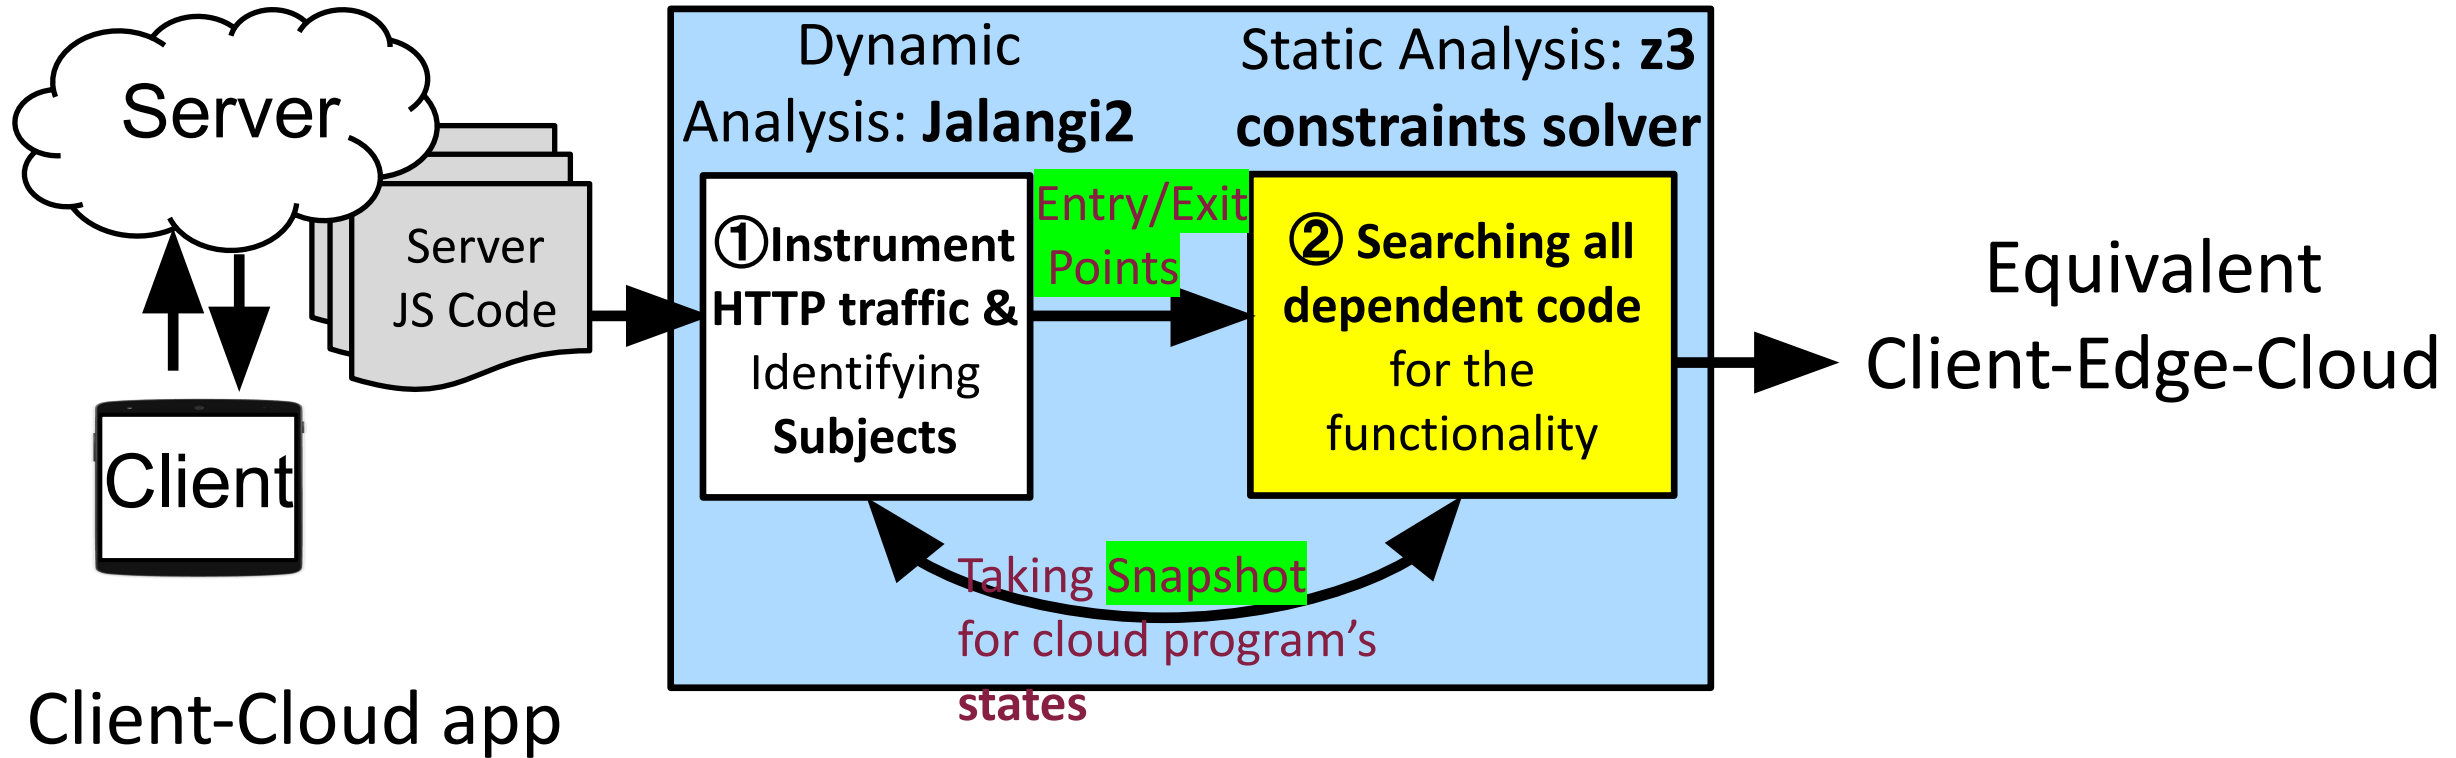 Server
Server
JS Code
Client
Client-Cloud app
Dynamic
Analysis: Jalangi2
①Instrument
HTTP traffic &
Identifying
Subjects
Entry/Exit
Points
Static Analysis: z3
constraints solver
② Searching all
dependent code
for the
functionality
Taking Snapshot
for cloud program’s
states
Equivalent
Client-Edge-Cloud